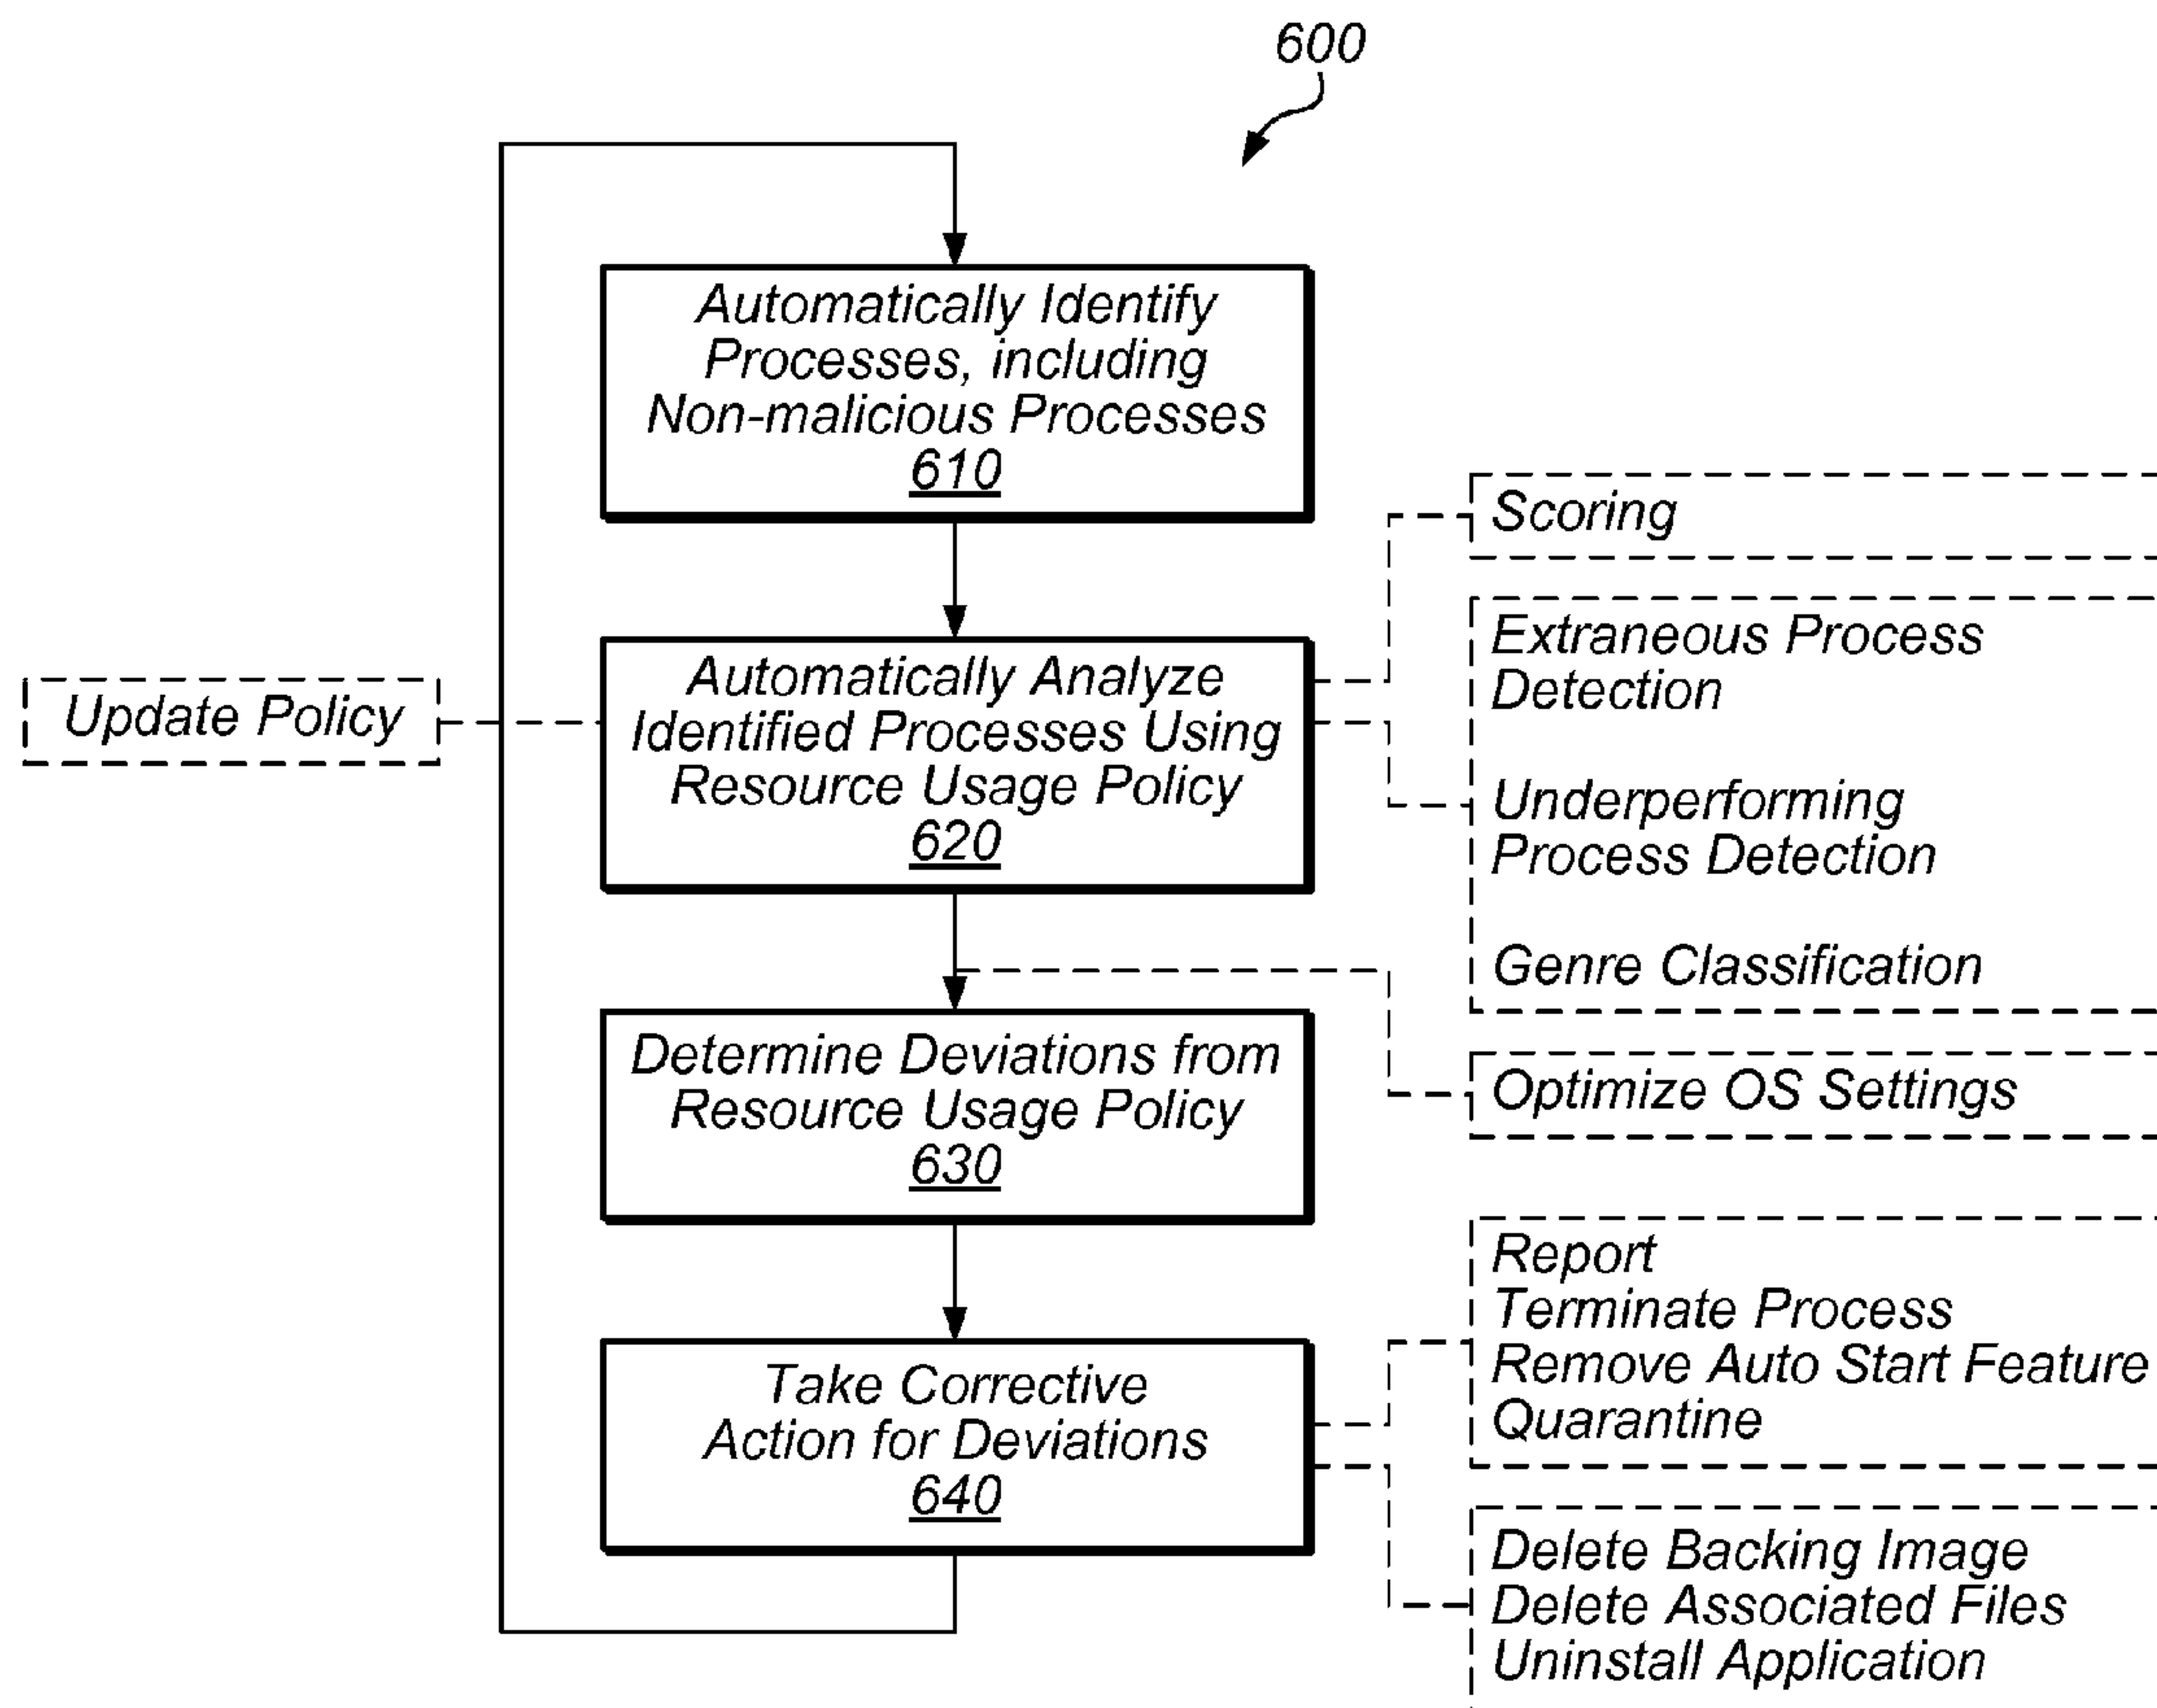 600
Automatically Identify
Processes, including
Non-malicious Processes
610
Scoring
Extraneous Process
Detection
Update Policy
Automatically Analyze
Identified Processes Using
Resource Usage Policy
620
Underperforming
Process Detection
Genre Classification
Determine Deviations from
Resource Usage Policy
630
Optimize OS Settings
Report
Terminate Process
Remove Auto Start Feature
Quarantine
Take Corrective
Action for Deviations
640
Delete Backing Image
Delete Associated Files
Uninstall Application